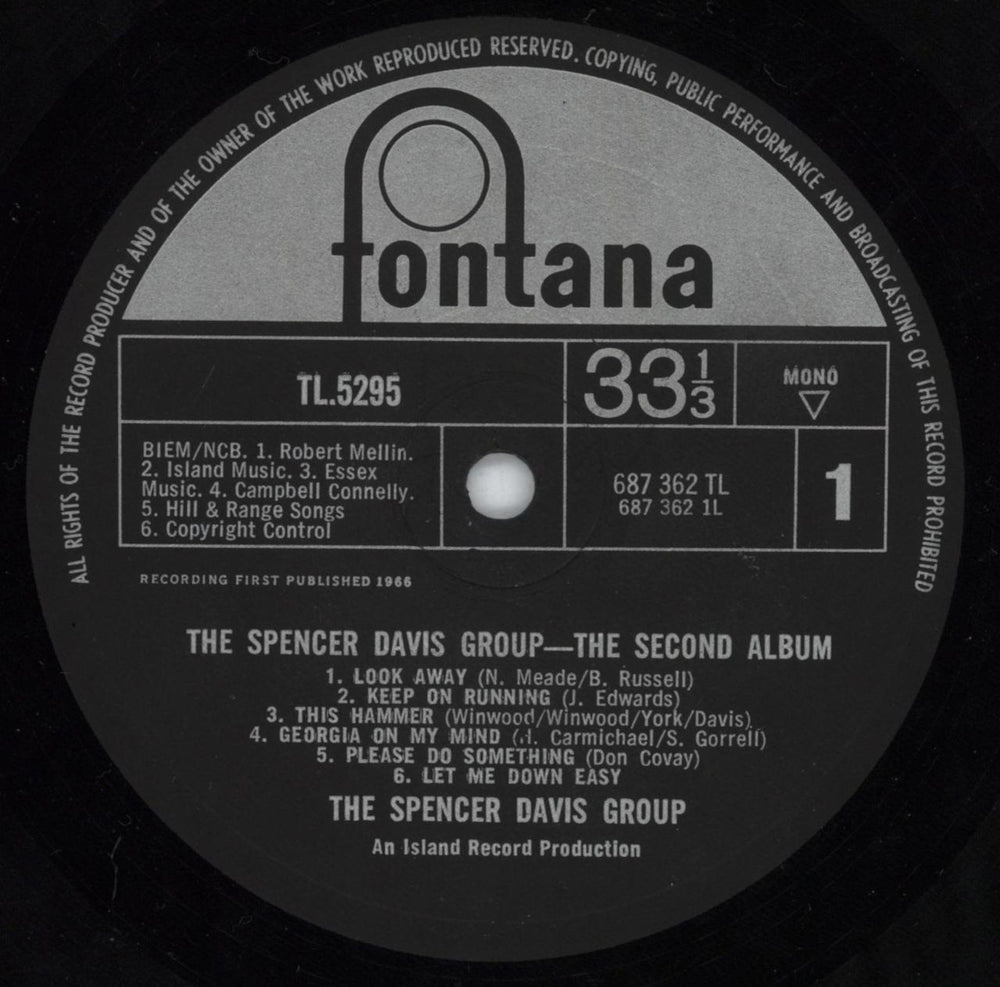 ALL RIGHTS OF THE RECORD PRODUCER AND OF THE OWNER OF THE WORK REPRODUCED RESERVED. COPYING, PUBLIC PERFORMANCE AND BROADCASTING OF THIS RECORD PROHIBITED
fontana
TL.5295
33 1/3
MONO
BIEM/NCB. 1. Robert Mellin.
2. Island Music. 3. Essex
Music. 4. Campbell Connelly.
5. Hill & Range Songs
6. Copyright Control
687 362 TL
687 362 1L
1
RECORDING FIRST PUBLISHED 1966
THE SPENCER DAVIS GROUP—THE SECOND ALBUM
1. LOOK AWAY (N. Meade/B. Russell)
2. KEEP ON RUNNING (J. Edwards)
3. THIS HAMMER (Winwood/Winwood/York/Davis)
4. GEORGIA ON MY MIND (H. Carmichael/S. Gorrell)
5. PLEASE DO SOMETHING (Don Covay)
6. LET ME DOWN EASY
THE SPENCER DAVIS GROUP
An Island Record Production